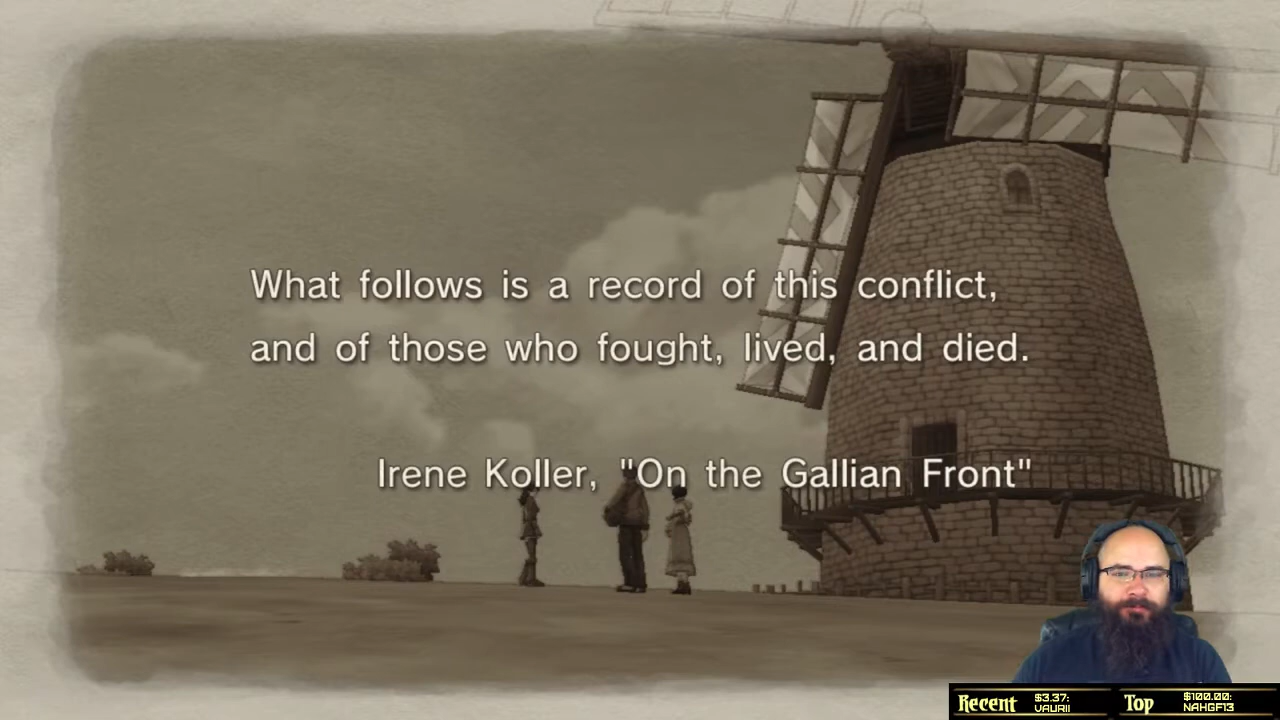 What follows is a record of this conflict,
and of those who fought, lived, and died.
Irene Koller, "On the Gallian Front"
Recent $3.37:
VAURII
Top $100.00:
NAHGF13